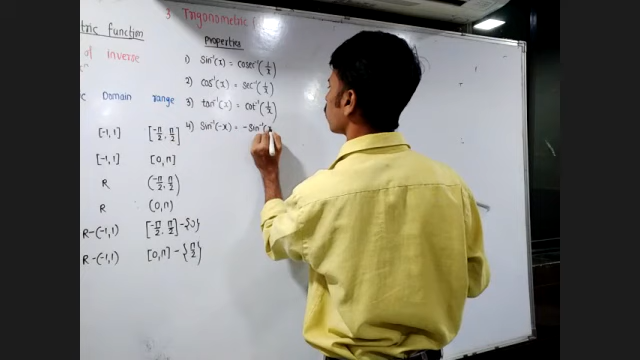 3. Trigonometric
tric function
Properties
of inverse
1) sin⁻¹(x) = cosec⁻¹(1/x)
2) cos⁻¹(x) = sec⁻¹(1/x)
Domain range
3) tan⁻¹(x) = cot⁻¹(1/x)
4) sin⁻¹(-x) = -sin⁻¹(x
[-1,1] [-π/2, π/2]
[-1,1] [0,π]
R (-π/2, π/2)
R (0,π)
R-(-1,1) [-π/2, π/2] - {0}
R-(-1,1) [0,π] - {π/2}